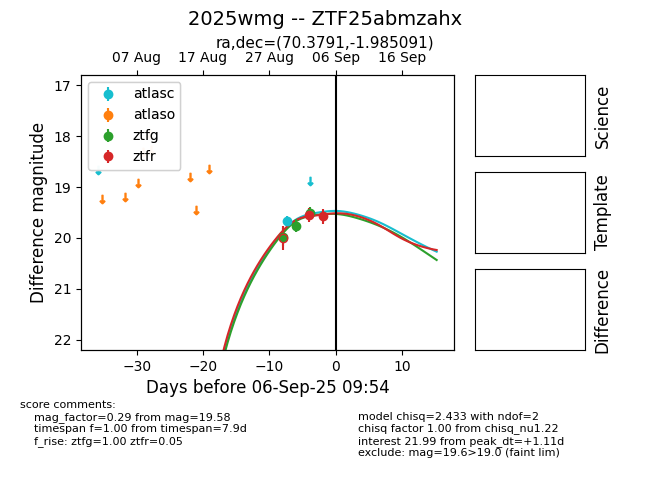 2025wmg -- ZTF25abmzahx
ra,dec=(70.3791,-1.985091)
07 Aug 17 Aug 27 Aug 06 Sep 16 Sep
17
18
19
20
21
22
Difference magnitude
atlasc
atlaso
ztfg
ztfr
−30 −20 −10 0 10
Days before 06-Sep-25 09:54
Science
Template
Difference
score comments:
mag_factor=0.29 from mag=19.58
timespan f=1.00 from timespan=7.9d
f_rise: ztfg=1.00 ztfr=0.05
model chisq=2.433 with ndof=2
chisq factor 1.00 from chisq_nu1.22
interest 21.99 from peak_dt=+1.11d
exclude: mag=19.6>19.0 (faint lim)